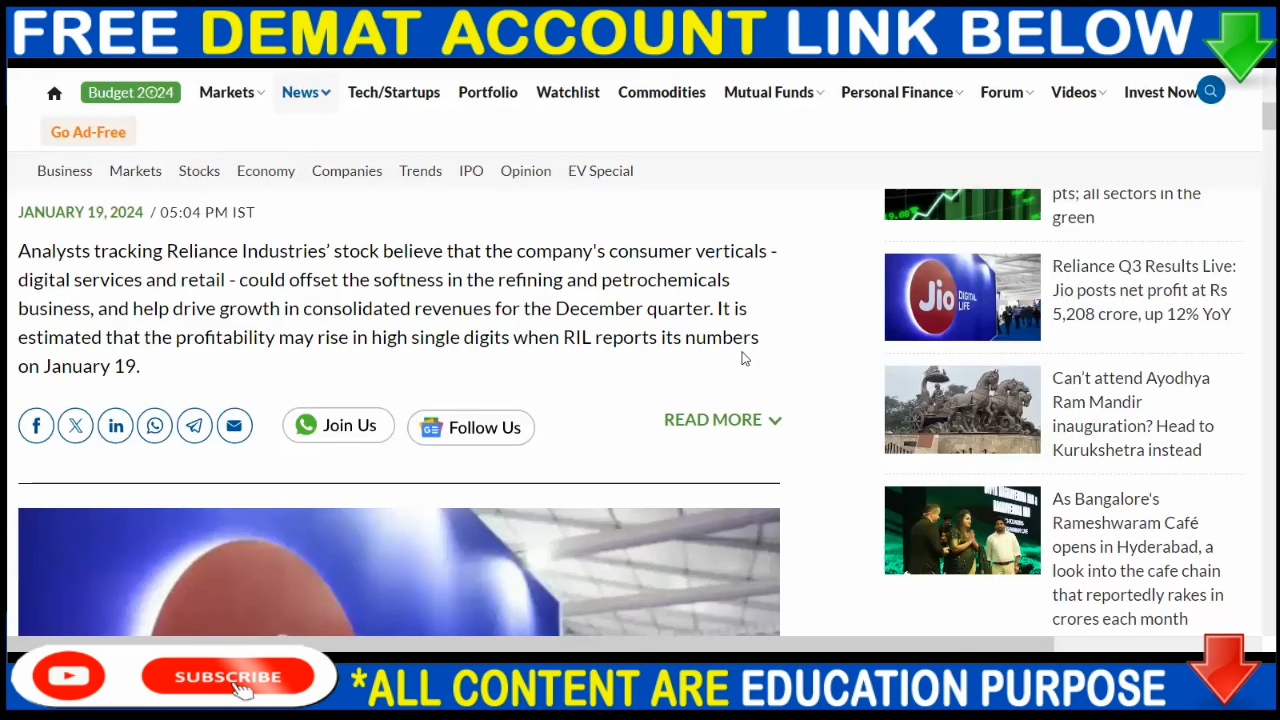 FREE DEMAT ACCOUNT LINK BELOW
Budget 2024 Markets News Tech/Startups Portfolio Watchlist Commodities Mutual Funds Personal Finance Forum Videos Invest Now
Go Ad-Free
Business Markets Stocks Economy Companies Trends IPO Opinion EV Special
JANUARY 19, 2024 / 05:04 PM IST
Analysts tracking Reliance Industries’ stock believe that the company's consumer verticals -
digital services and retail - could offset the softness in the refining and petrochemicals
business, and help drive growth in consolidated revenues for the December quarter. It is
estimated that the profitability may rise in high single digits when RIL reports its numbers
on January 19.
Join Us Follow Us READ MORE
pts; all sectors in the
green
Jio DIGITAL
LIFE
Reliance Q3 Results Live:
Jio posts net profit at Rs
5,208 crore, up 12% YoY
Can’t attend Ayodhya
Ram Mandir
inauguration? Head to
Kurukshetra instead
As Bangalore's
Rameshwaram Café
opens in Hyderabad, a
look into the cafe chain
that reportedly rakes in
crores each month
SUBSCRIBE
*ALL CONTENT ARE EDUCATION PURPOSE